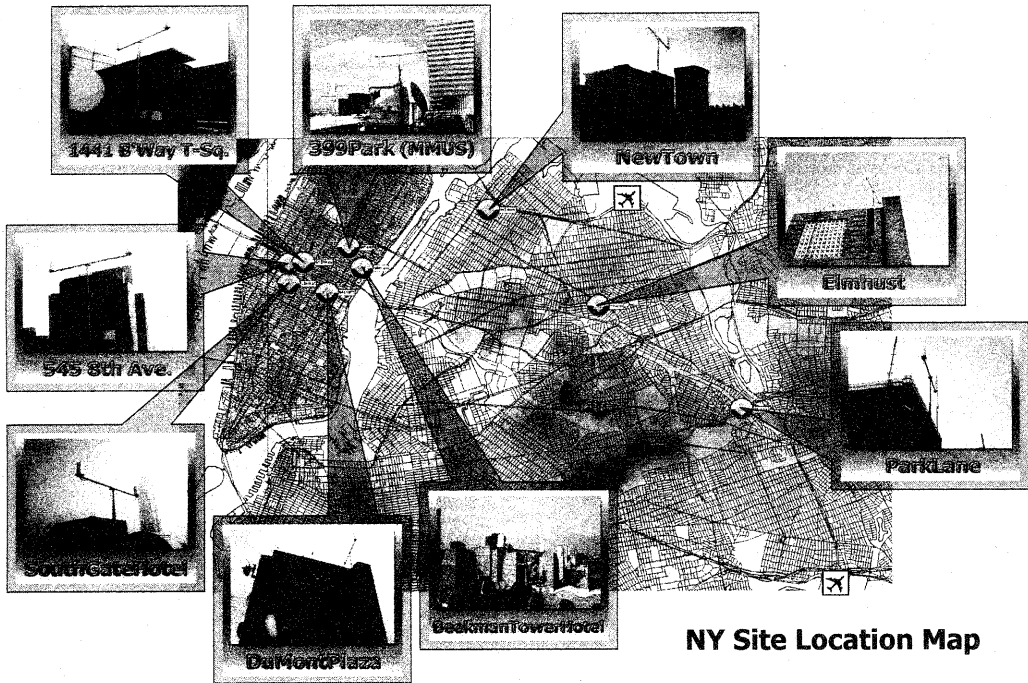 1441 B'Way T-Sq.
399Park (MMUS)
NewTown
Elmhust
545 8th Ave.
ParkLane
SouthGateHotel
BeekmanTowerHotel
DuMontPlaza
NY Site Location Map